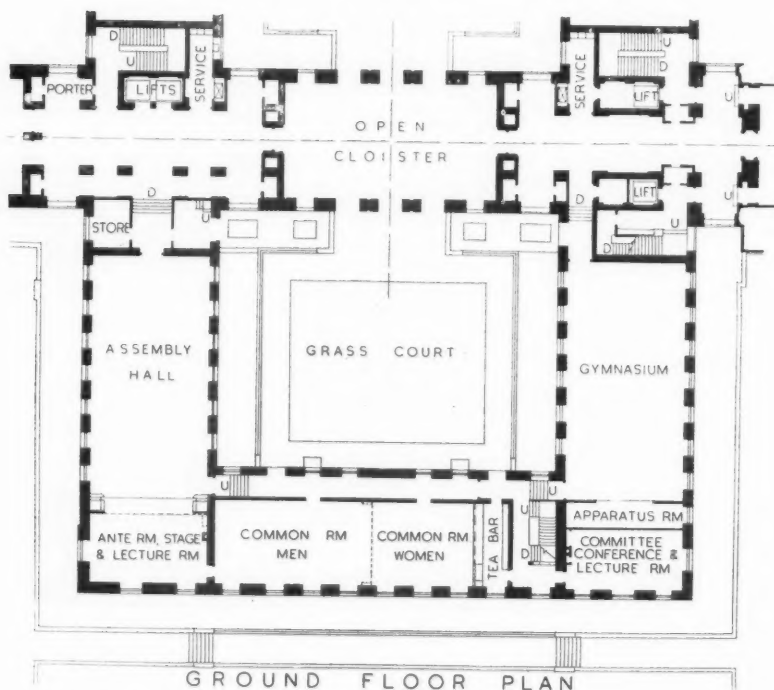 D
U
SERVICE
PORTER
LIFTS
SERVICE
U
D
LIFT
U
OPEN
CLOISTER
D
U
STORE
D
LIFT
U
U
D
ASSEMBLY
HALL
GRASS COURT
GYMNASIUM
U
U
ANTE RM, STAGE
& LECTURE RM
COMMON RM
MEN
COMMON RM
WOMEN
TEA BAR
U
D
APPARATUS RM
COMMITTEE
CONFERENCE &
LECTURE RM
GROUND FLOOR PLAN